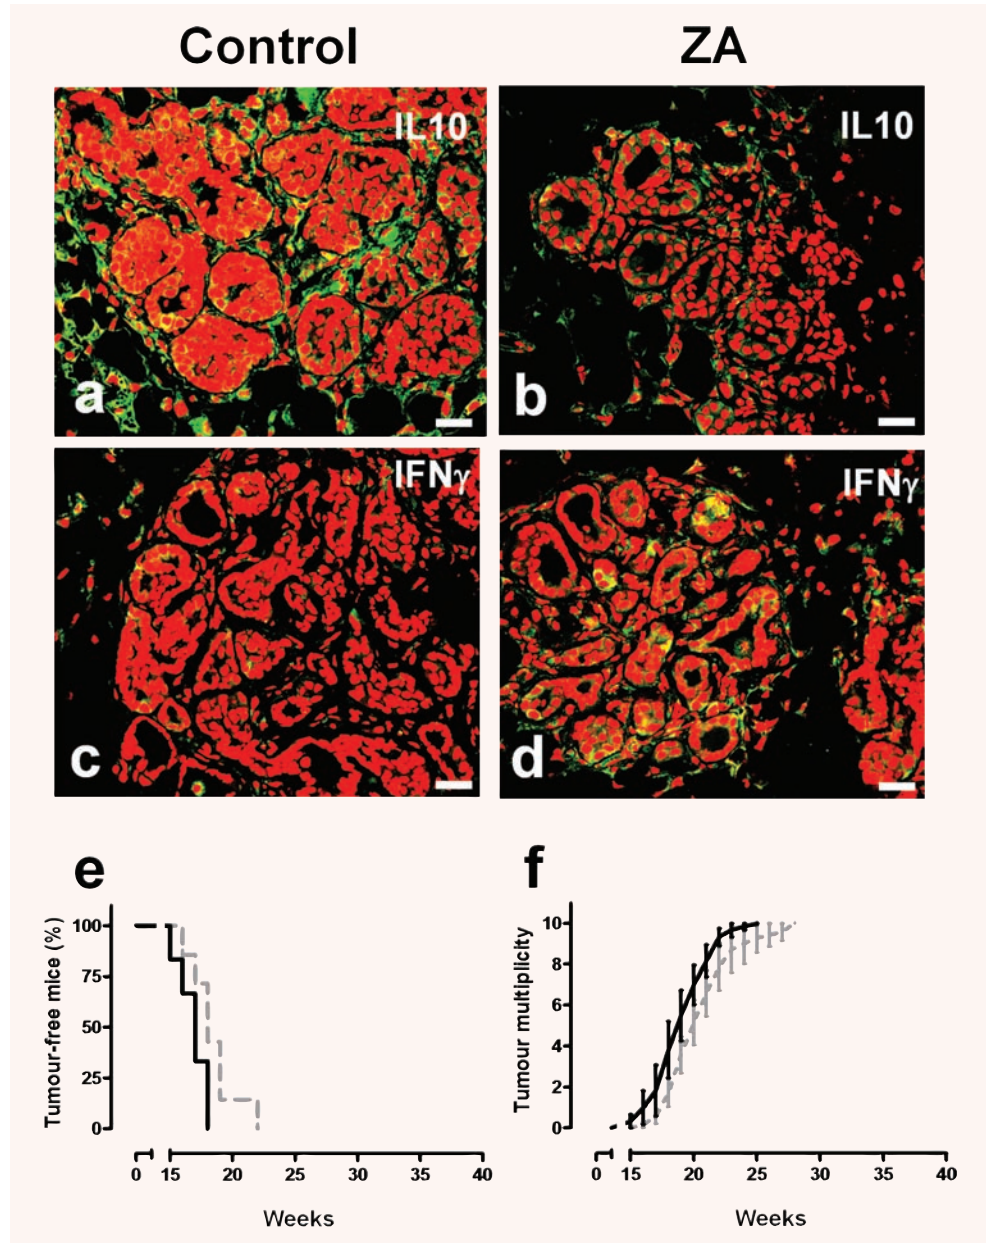 Control
ZA
IL10
IL10
a
b
IFNγ
IFNγ
c
d
e
f
Tumour-free mice (%)
100
75
50
25
0
0 15 20 25 30 35 40
Weeks
Tumour multiplicity
10
8
6
4
2
0
0 15 20 25 30 35 40
Weeks